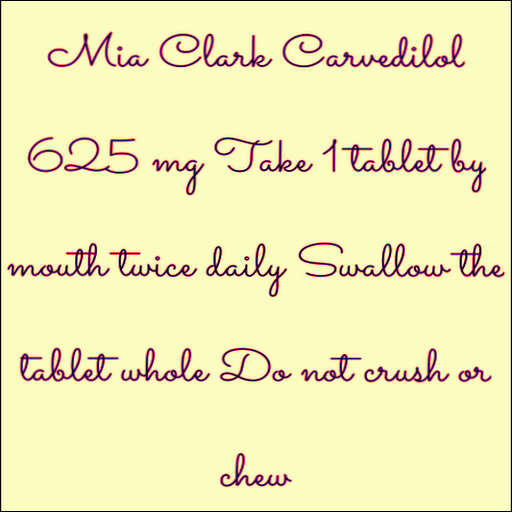 Mia Clark Carvedilol
625 mg Take 1 tablet by
mouth twice daily Swallow the
tablet whole Do not crush or
chew